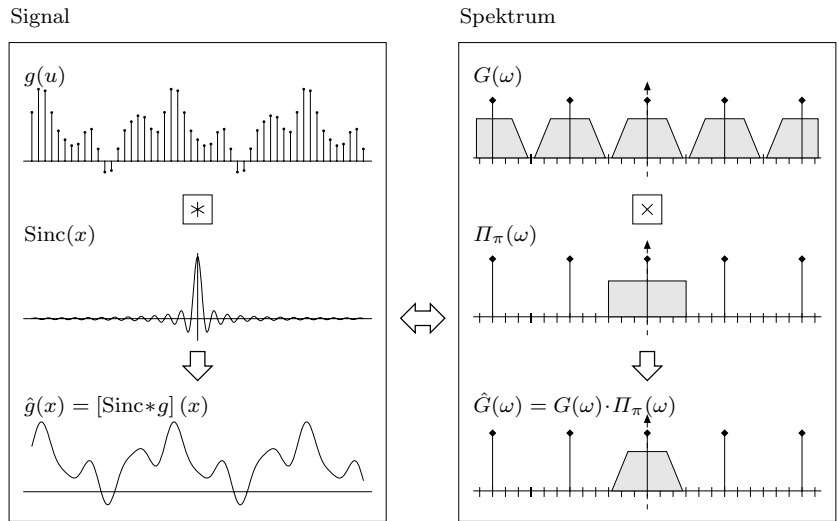 Signal
Spektrum
g(u)
G(ω)
∗
×
Sinc(x)
Π_π(ω)
ĝ(x) = [Sinc∗g] (x)
Ĝ(ω) = G(ω)·Π_π(ω)